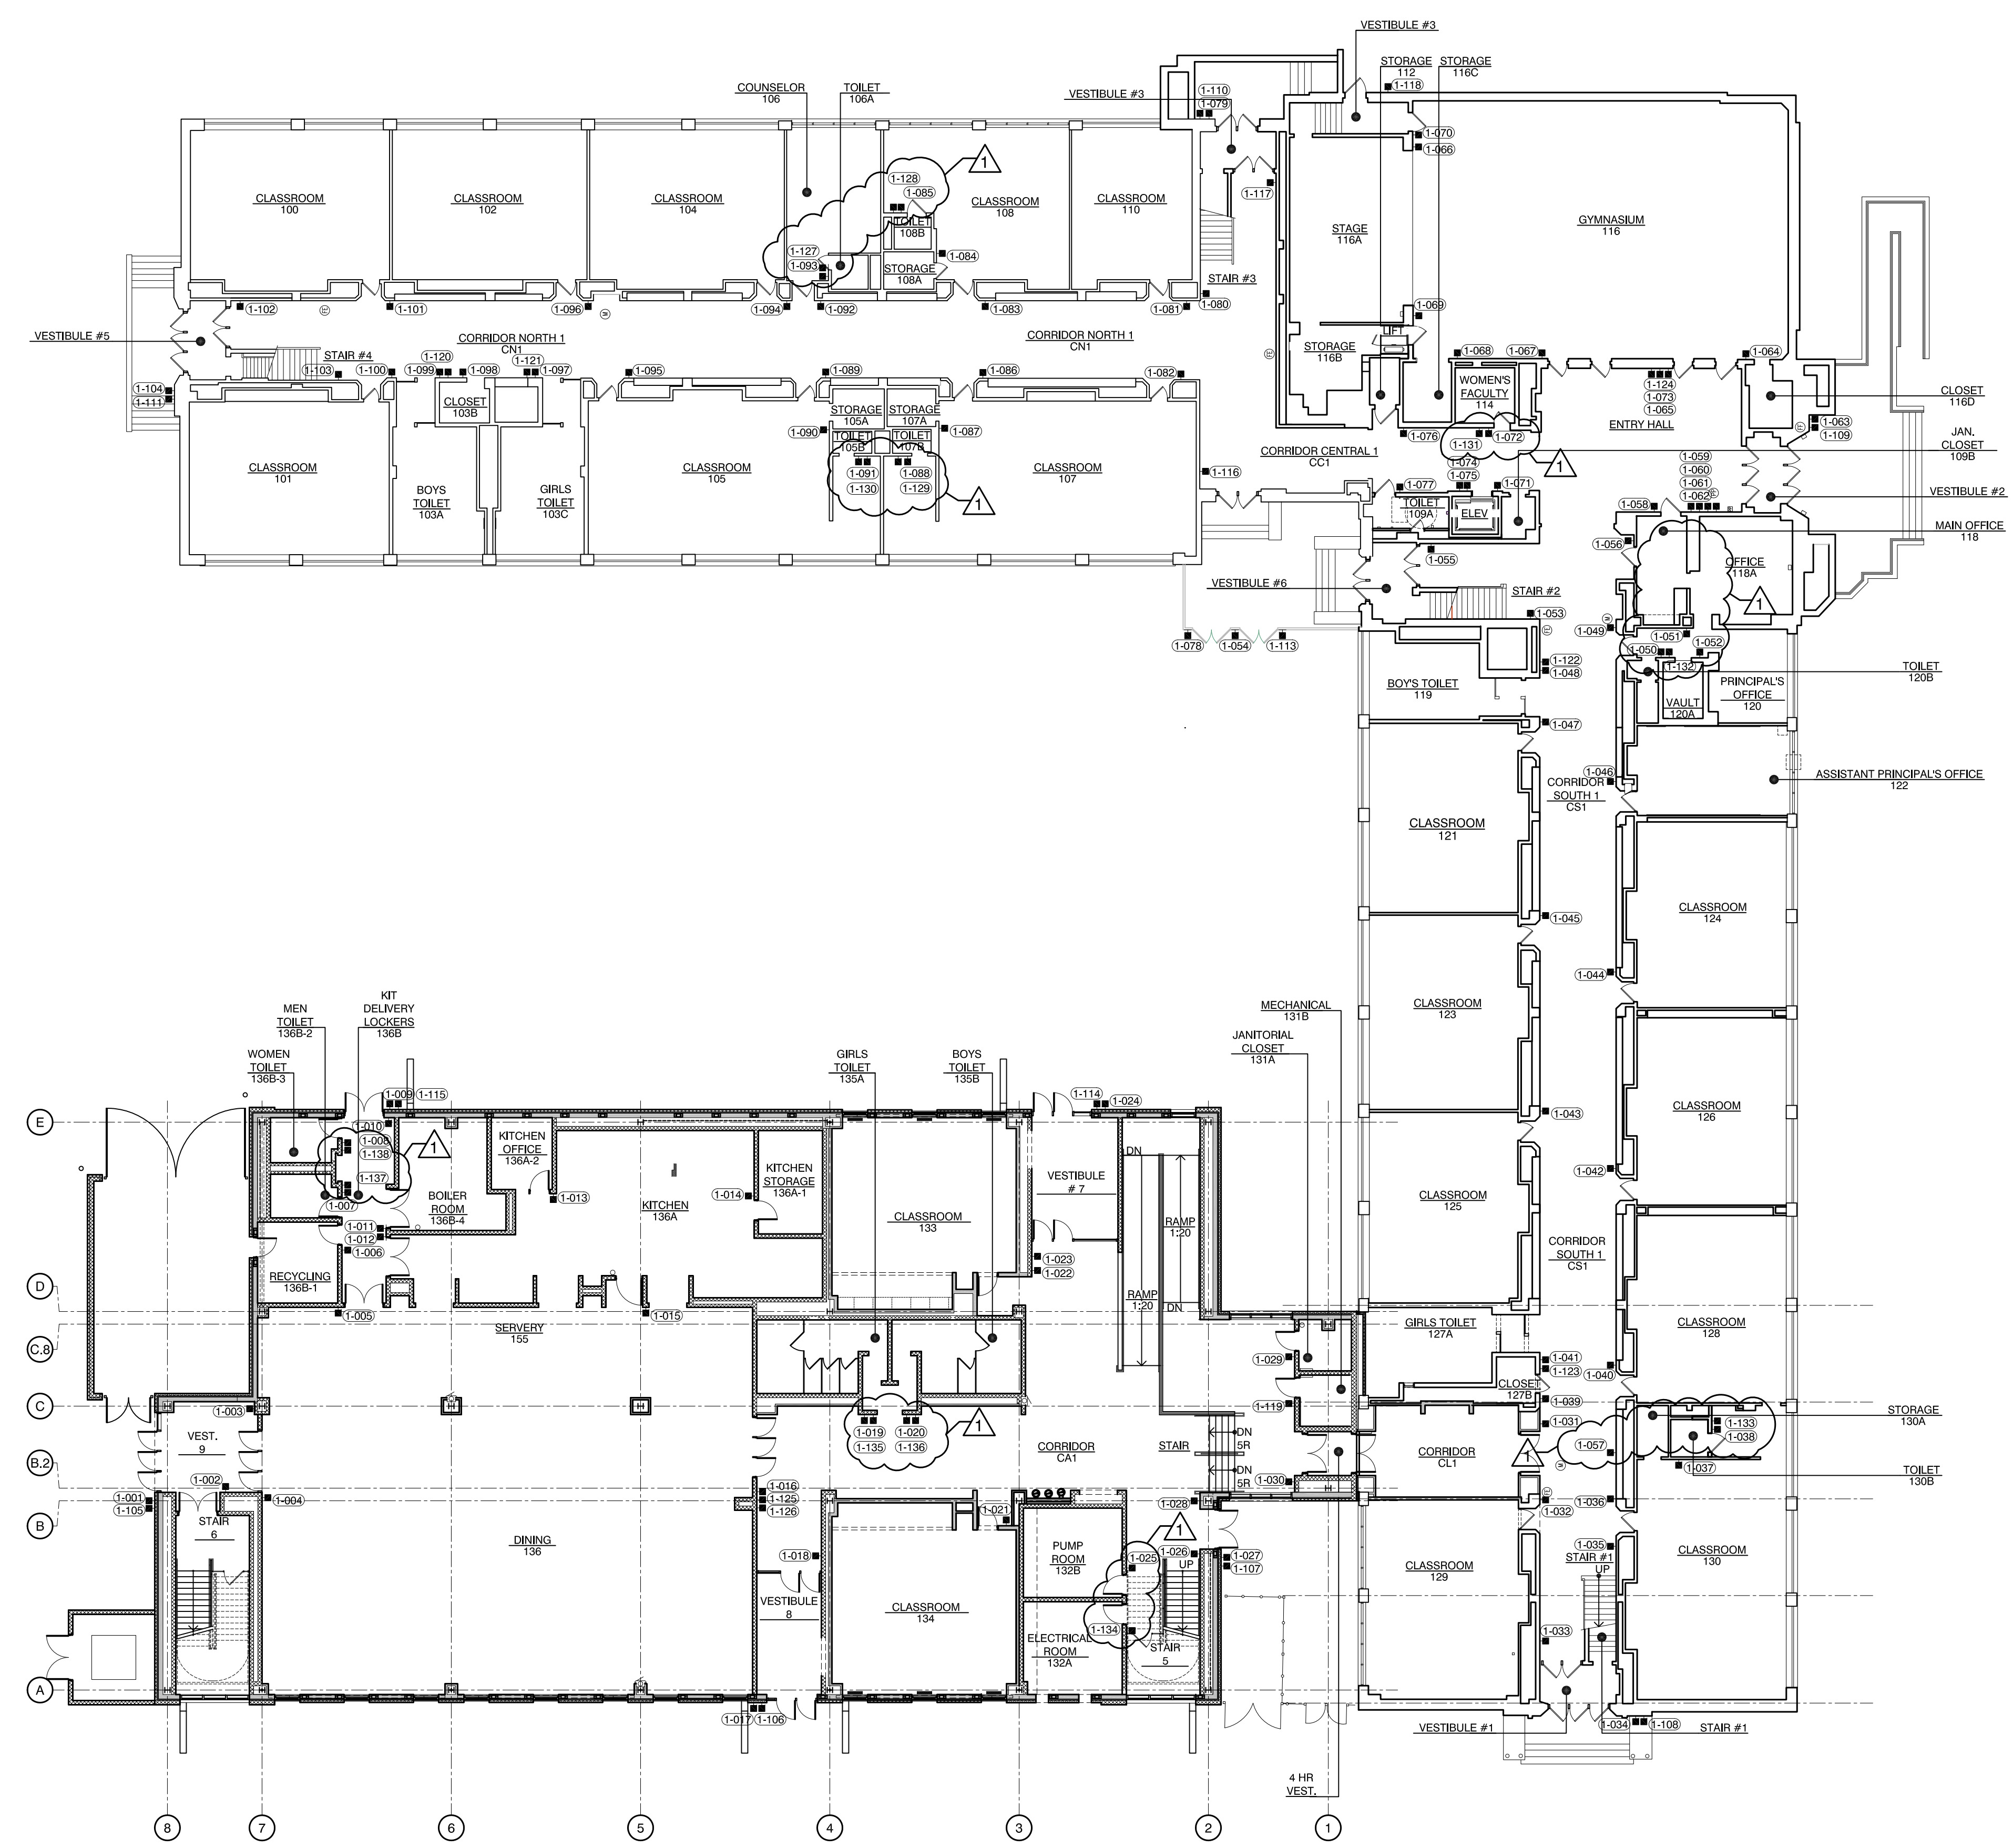 VESTIBULE #3
STORAGE
112
STORAGE
116C
1-118
COUNSELOR
106
TOILET
106A
VESTIBULE #3
1-110
1-079
1-070
1-066
1
1-128
1-085
1-117
CLASSROOM
100
CLASSROOM
102
CLASSROOM
104
CLASSROOM
108
CLASSROOM
110
TOILET
108B
STAGE
116A
GYMNASIUM
116
1-127
1-093
1-084
STORAGE
108A
STAIR #3
1-080
1-102
1-101
1-096
1-094
1-092
1-083
1-081
1-069
LIFT
VESTIBULE #5
CORRIDOR NORTH 1
CN1
CORRIDOR NORTH 1
CN1
STORAGE
116B
STAIR #4
1-103
1-100
1-120
1-099
1-098
1-121
1-097
1-095
1-089
1-086
1-082
1-068
1-067
1-064
1-104
1-111
CLOSET
103B
STORAGE
105A
STORAGE
107A
WOMEN'S
FACULTY
114
1-124
1-073
1-065
CLOSET
116D
1-090
TOILET
105B
TOILET
107B
1-087
1-076
1-131
1-072
ENTRY HALL
1-063
1-109
JAN.
CLOSET
109B
CLASSROOM
101
CLASSROOM
105
1-091
1-130
1-088
1-129
1
CLASSROOM
107
1-116
CORRIDOR CENTRAL 1
CC1
1-074
1-075
1
1-059
1-060
1-061
1-062
BOYS
TOILET
103A
GIRLS
TOILET
103C
1-077
1-071
TOILET
109A
ELEV
1-058
VESTIBULE #2
MAIN OFFICE
118
1-056
1-055
OFFICE
118A
VESTIBULE #6
STAIR #2
1
1-053
1-049
1-078
1-054
1-113
1-051
1-050
1-052
1-132
1-122
1-048
TOILET
120B
BOY'S TOILET
119
PRINCIPAL'S
OFFICE
120
VAULT
120A
1-047
1-046
ASSISTANT PRINCIPAL'S OFFICE
122
CORRIDOR
SOUTH 1
CS1
CLASSROOM
121
CLASSROOM
124
1-045
1-044
CLASSROOM
123
MECHANICAL
131B
JANITORIAL
CLOSET
131A
KIT
DELIVERY
LOCKERS
136B
MEN
TOILET
136B-2
WOMEN
TOILET
136B-3
GIRLS
TOILET
135A
BOYS
TOILET
135B
1-009
1-115
1-114
1-024
1-043
CLASSROOM
126
E
1-010
1-008
1-138
1
1-137
1-007
KITCHEN
OFFICE
136A-2
KITCHEN
STORAGE
136A-1
DN
1-042
BOILER
ROOM
136B-4
1-013
1-014
KITCHEN
136A
VESTIBULE
# 7
CLASSROOM
125
CLASSROOM
133
RAMP
1:20
1-011
1-012
1-006
1-023
1-022
CORRIDOR
SOUTH 1
CS1
D
RECYCLING
136B-1
RAMP
1:20
DN
1-005
1-015
SERVERY
155
GIRLS TOILET
127A
CLASSROOM
128
C.8
1-029
1-041
1-123
1-040
CLOSET
127B
C
1-003
1-119
1-039
1-031
STORAGE
130A
1-019
1-135
1-020
1-136
1
1-133
1-038
VEST.
9
CORRIDOR
CA1
STAIR
DN
5R
DN
5R
CORRIDOR
CL1
1
1-057
1-037
TOILET
130B
B.2
1-002
1-030
1-001
1-105
1-004
1-016
1-125
1-126
1-028
1-036
1-032
B
STAIR
6
1-021
DINING
136
1-018
PUMP
ROOM
132B
1
1-025
1-026
UP
1-027
1-107
1-035
STAIR #1
UP
CLASSROOM
130
CLASSROOM
129
VESTIBULE
8
CLASSROOM
134
1-134
ELECTRICAL
ROOM
132A
STAIR
5
1-033
A
1-017
1-106
VESTIBULE #1
1-034
1-108
STAIR #1
4 HR
VEST.
8
7
6
5
4
3
2
1